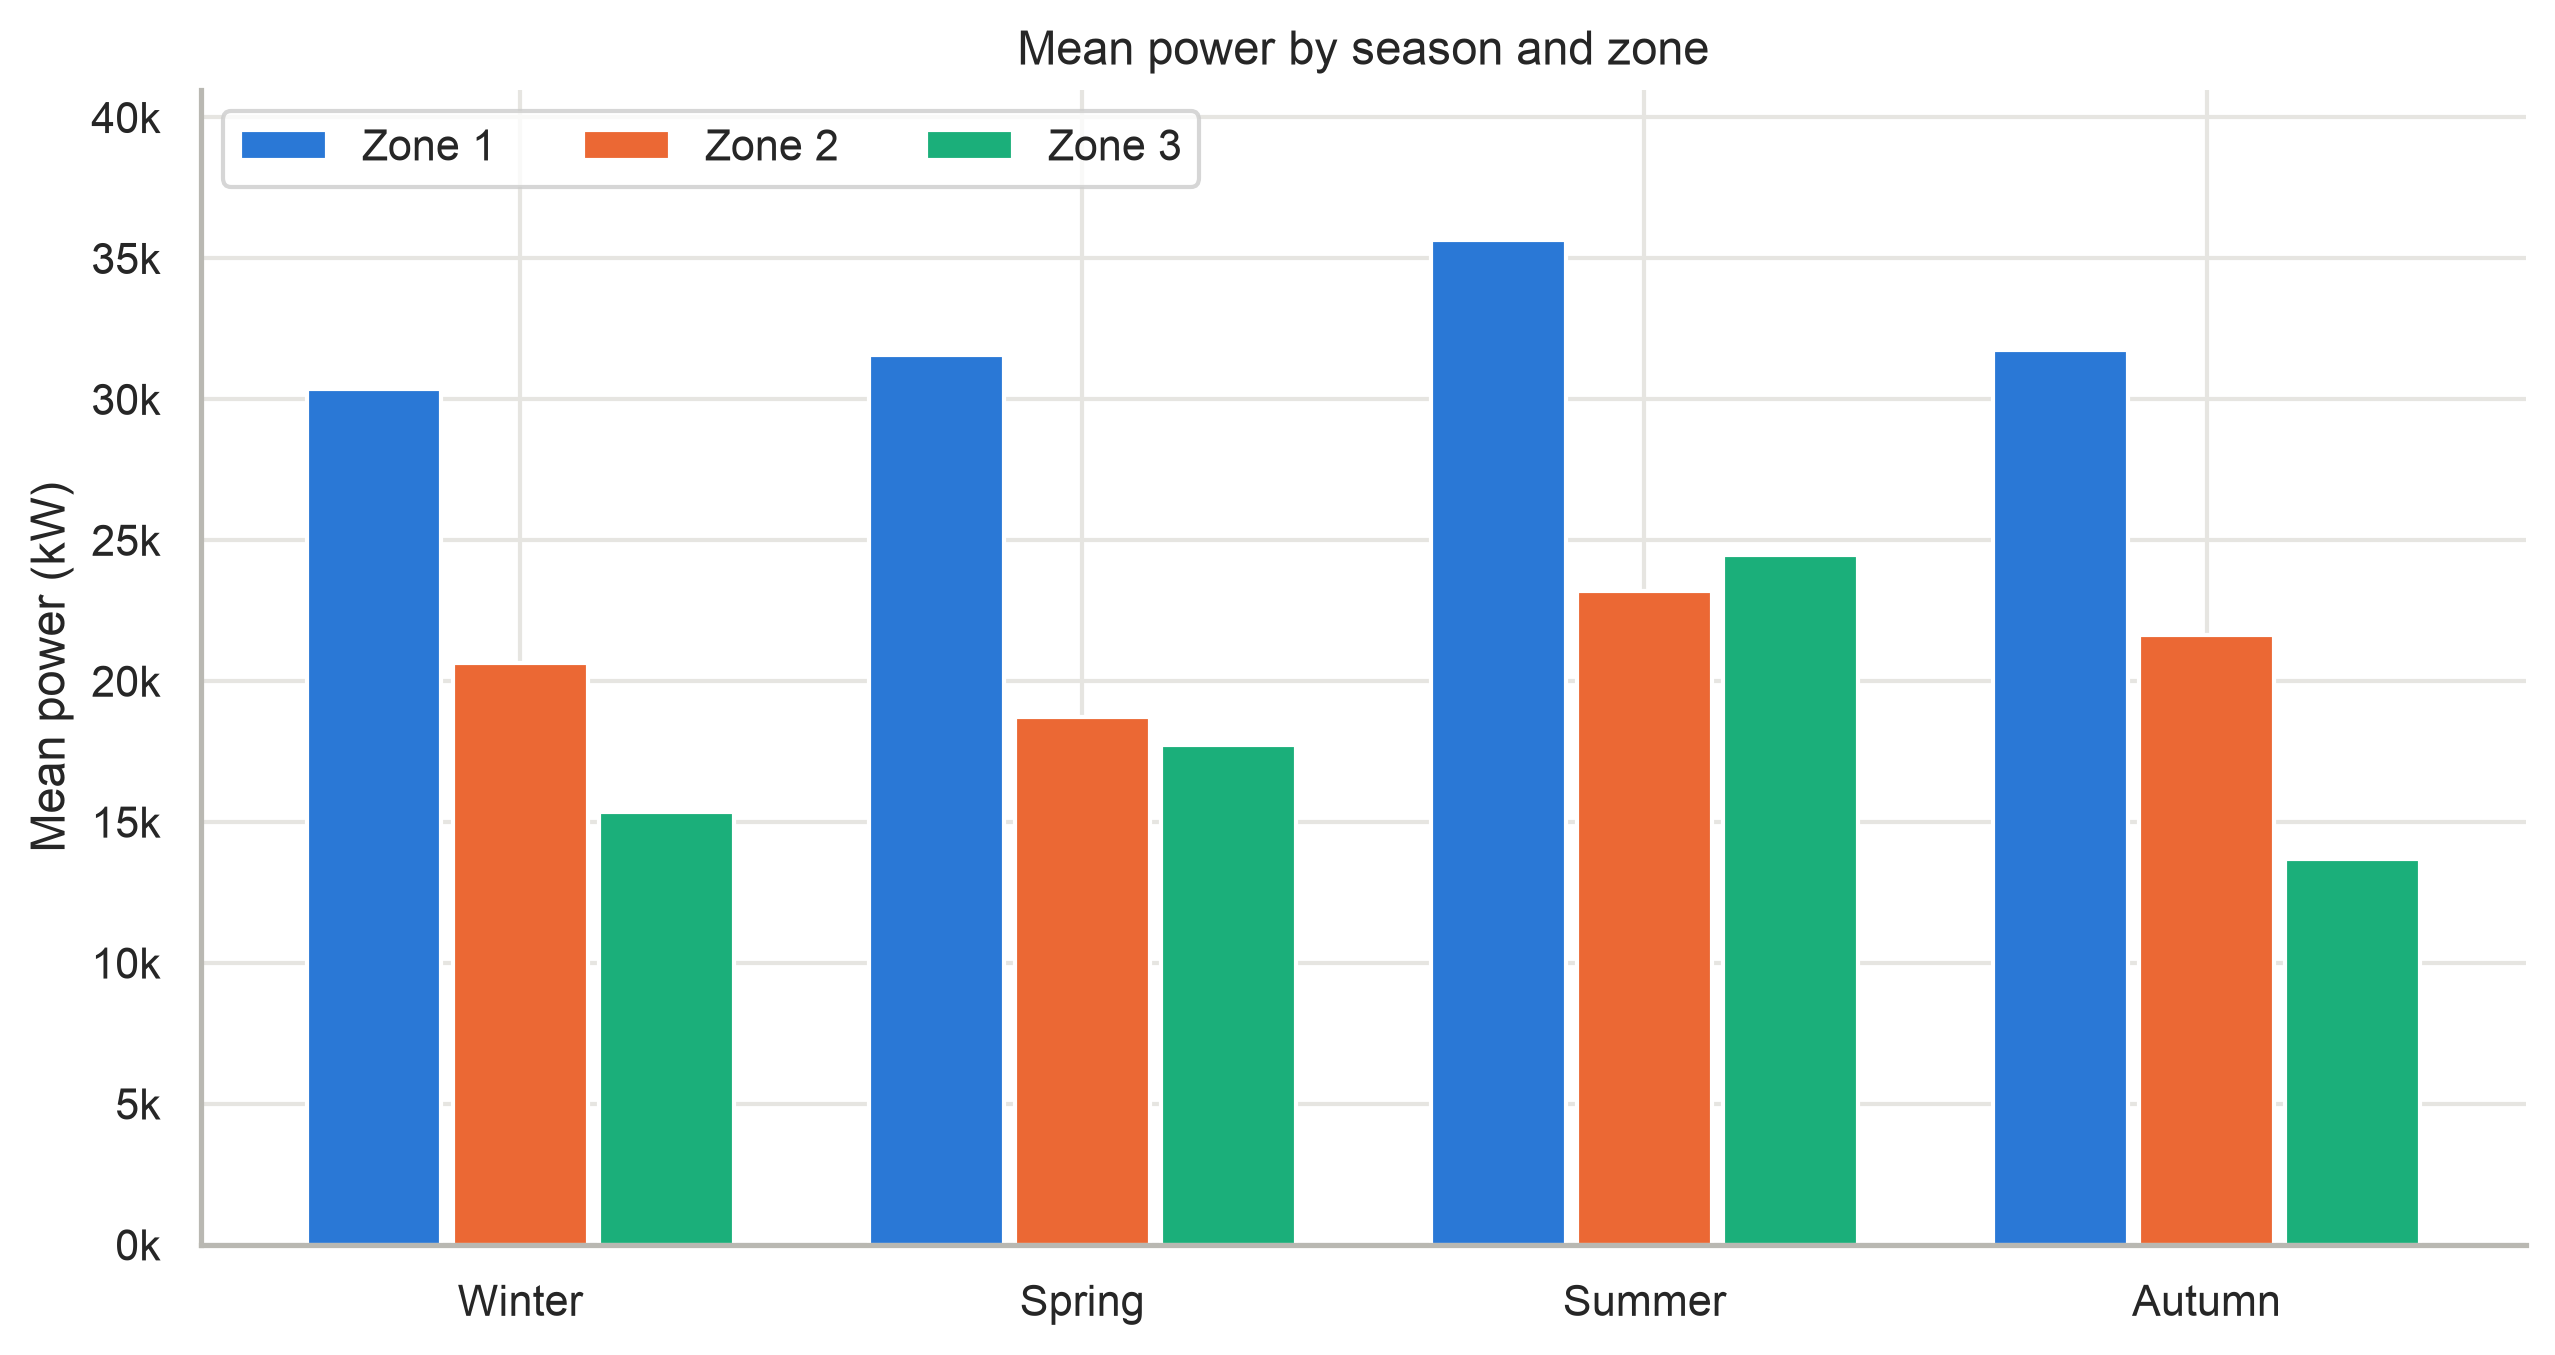 Mean power by season and zone
Zone 1 Zone 2 Zone 3
Mean power (kW)
40k
35k
30k
25k
20k
15k
10k
5k
0k
Winter Spring Summer Autumn